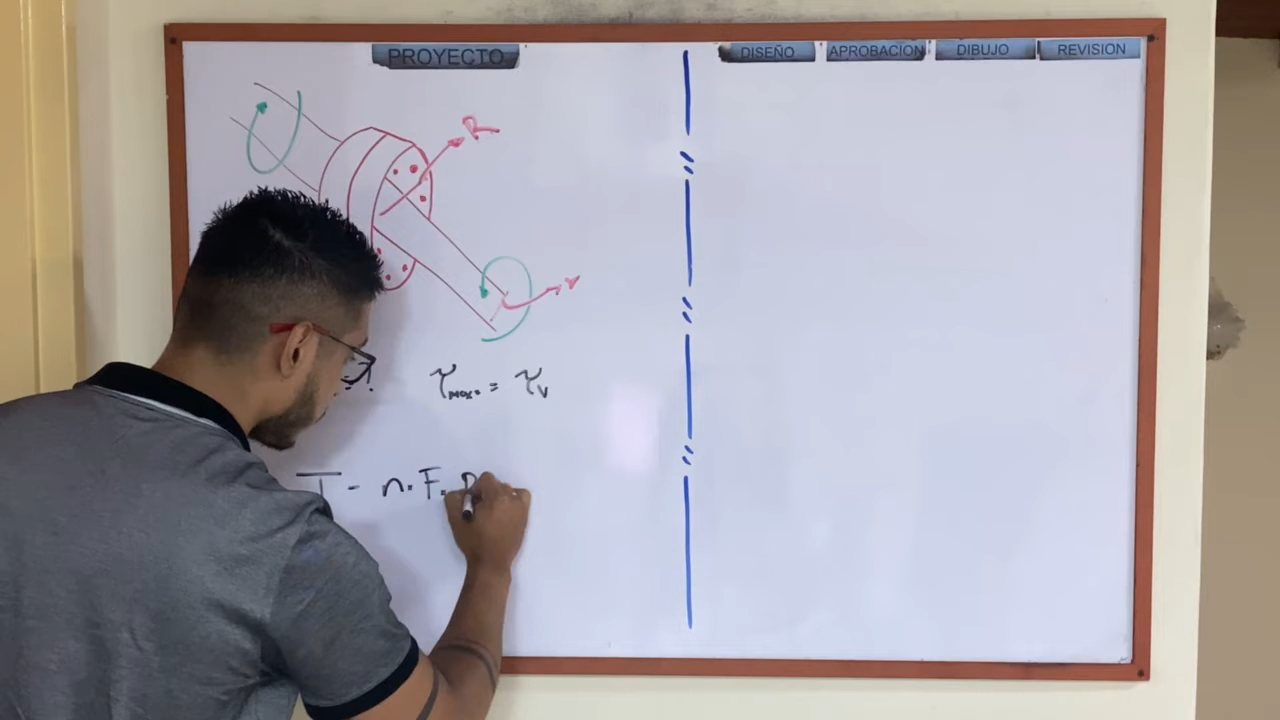 PROYECTO
DISEÑO
APROBACION
DIBUJO
REVISION
R
r
?
τmax. = τv
T = n.F.R